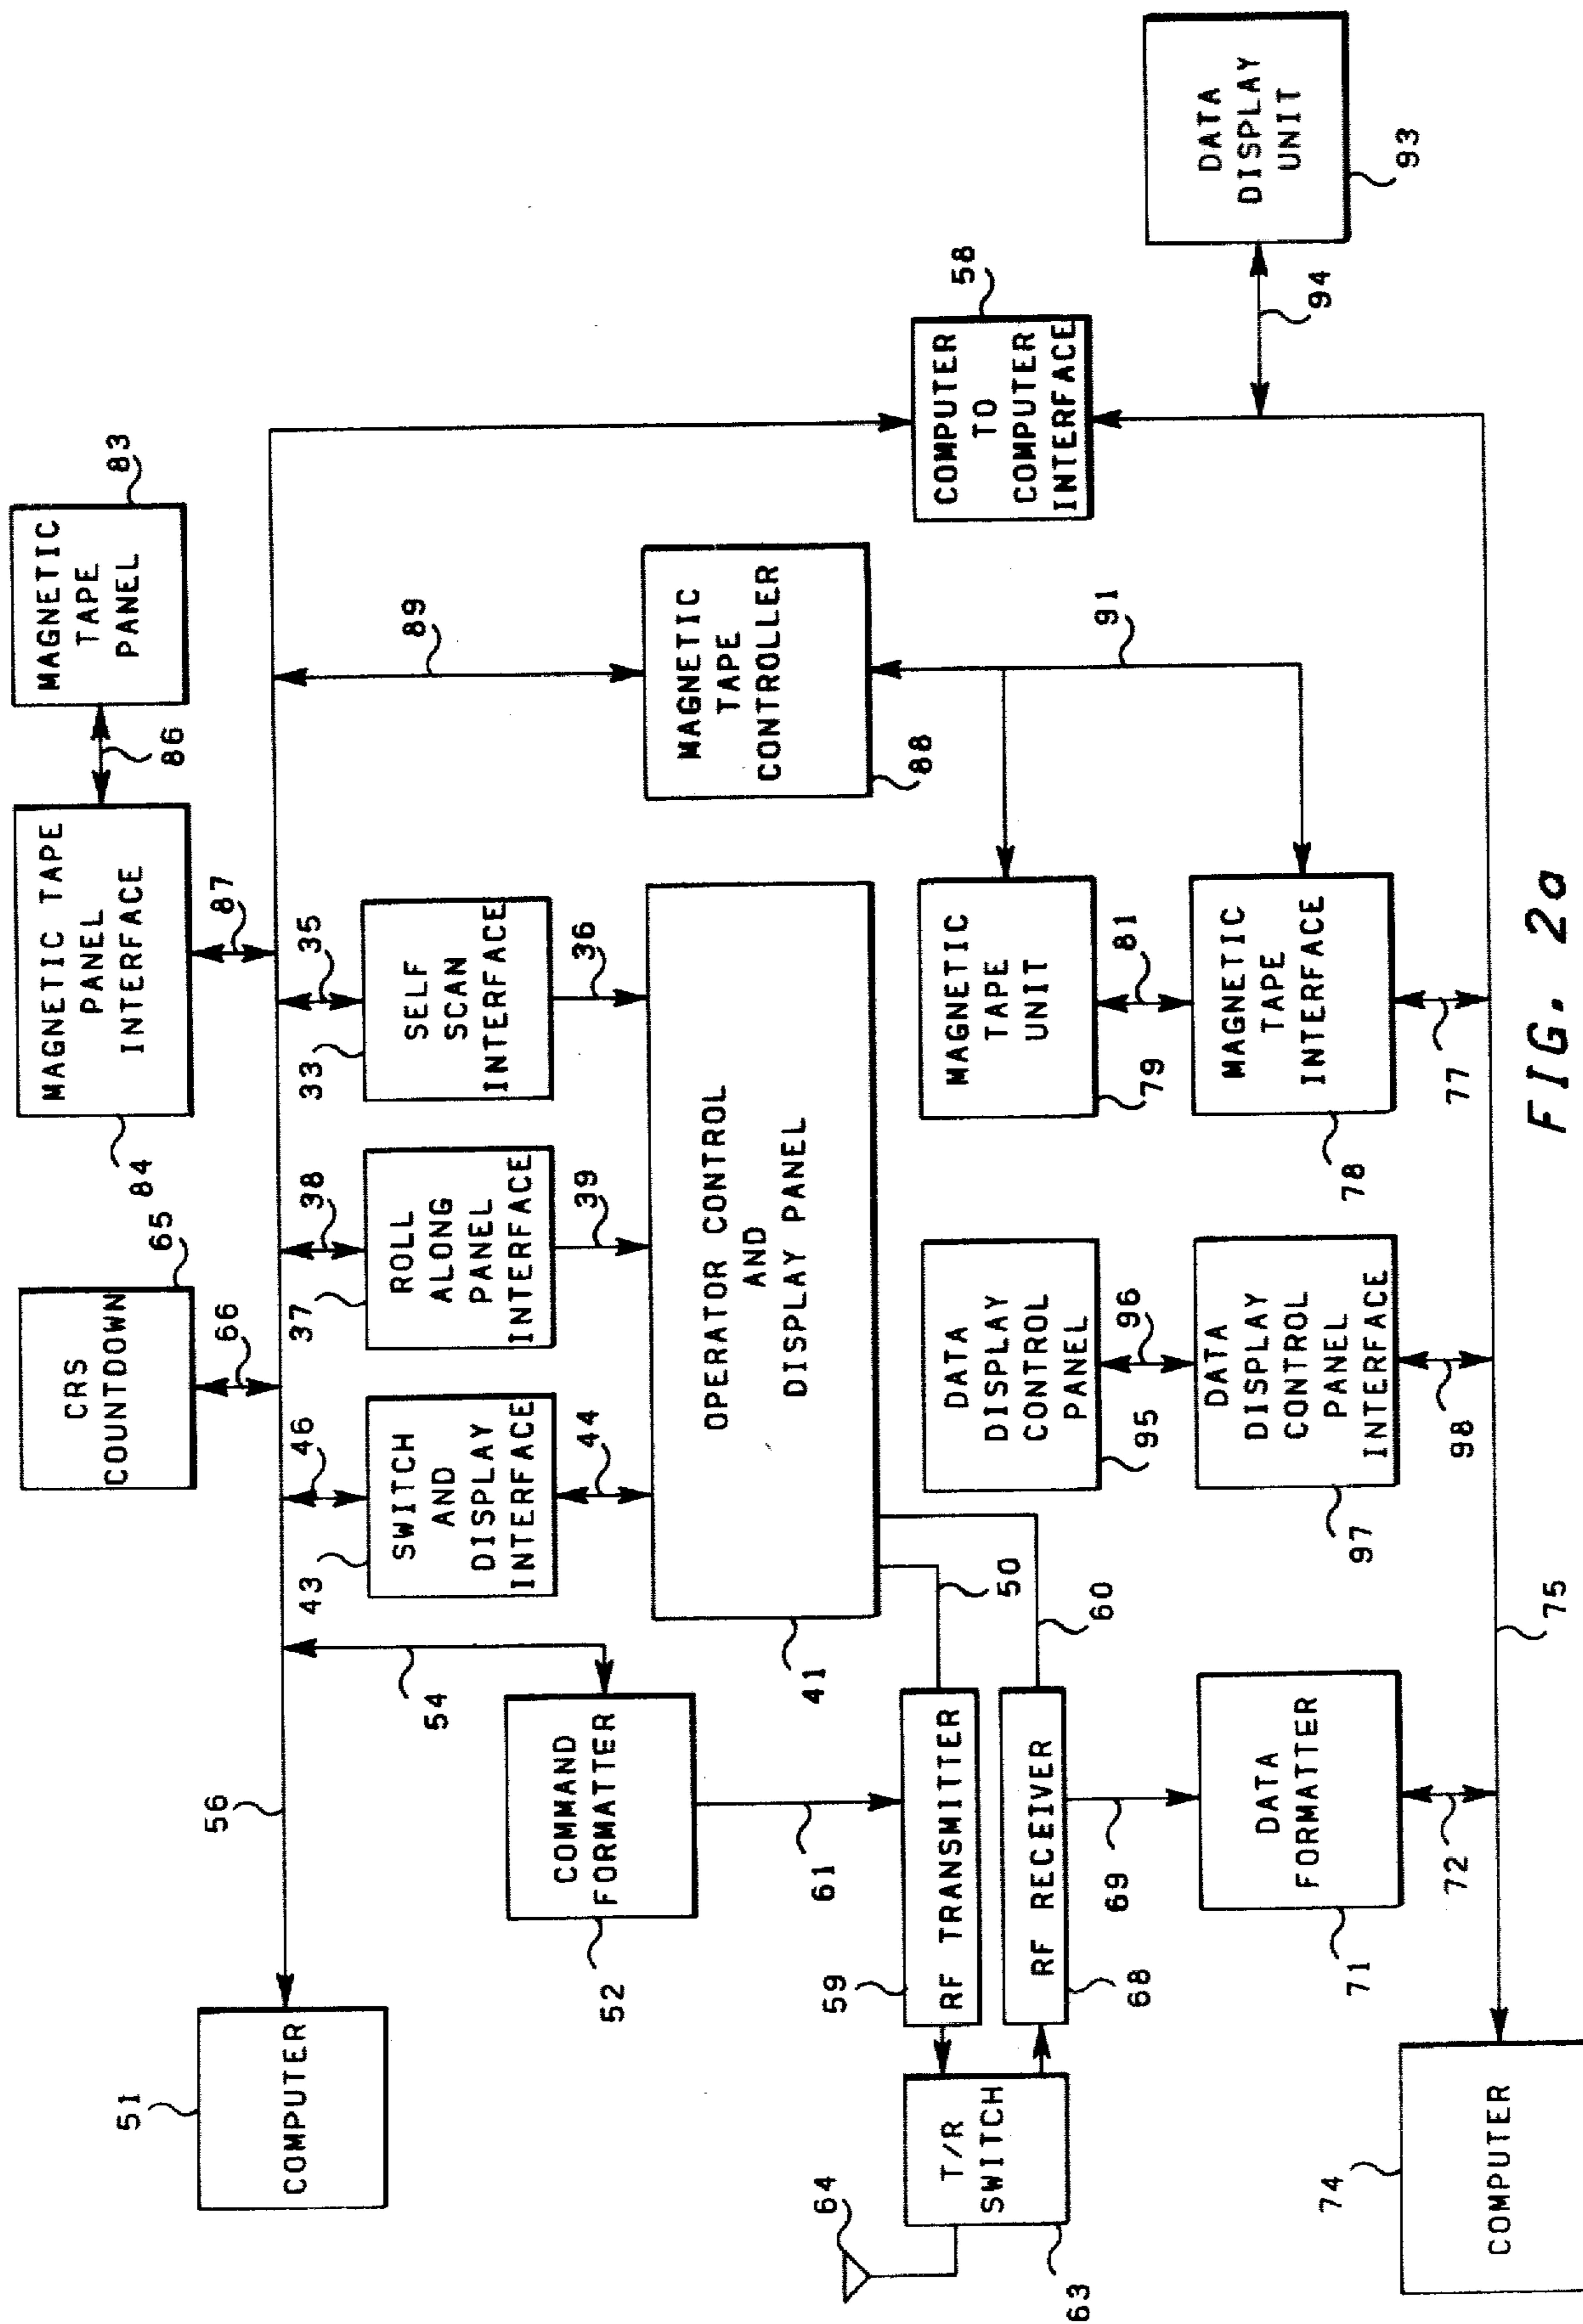 83
MAGNETIC
TAPE
PANEL
86
MAGNETIC TAPE
PANEL
INTERFACE
84
87
CRS
COUNTDOWN
65
66
51
COMPUTER
56
54
COMMAND
FORMATTER
52
61
46
SWITCH
AND
DISPLAY
INTERFACE
43
44
38
ROLL
ALONG
PANEL
INTERFACE
37
39
35
SELF
SCAN
INTERFACE
33
36
OPERATOR CONTROL
AND
DISPLAY PANEL
41
89
MAGNETIC
TAPE
CONTROLLER
88
91
COMPUTER
TO
COMPUTER
INTERFACE
58
DATA
DISPLAY
UNIT
93
94
64
T/R
SWITCH
63
59
RF TRANSMITTER
50
RF RECEIVER
68
60
69
DATA
FORMATTER
71
72
DATA
DISPLAY
CONTROL
PANEL
95
96
DATA
DISPLAY
CONTROL
PANEL
INTERFACE
97
98
MAGNETIC
TAPE
UNIT
79
81
MAGNETIC
TAPE
INTERFACE
78
77
74
COMPUTER
75
FIG. 2a